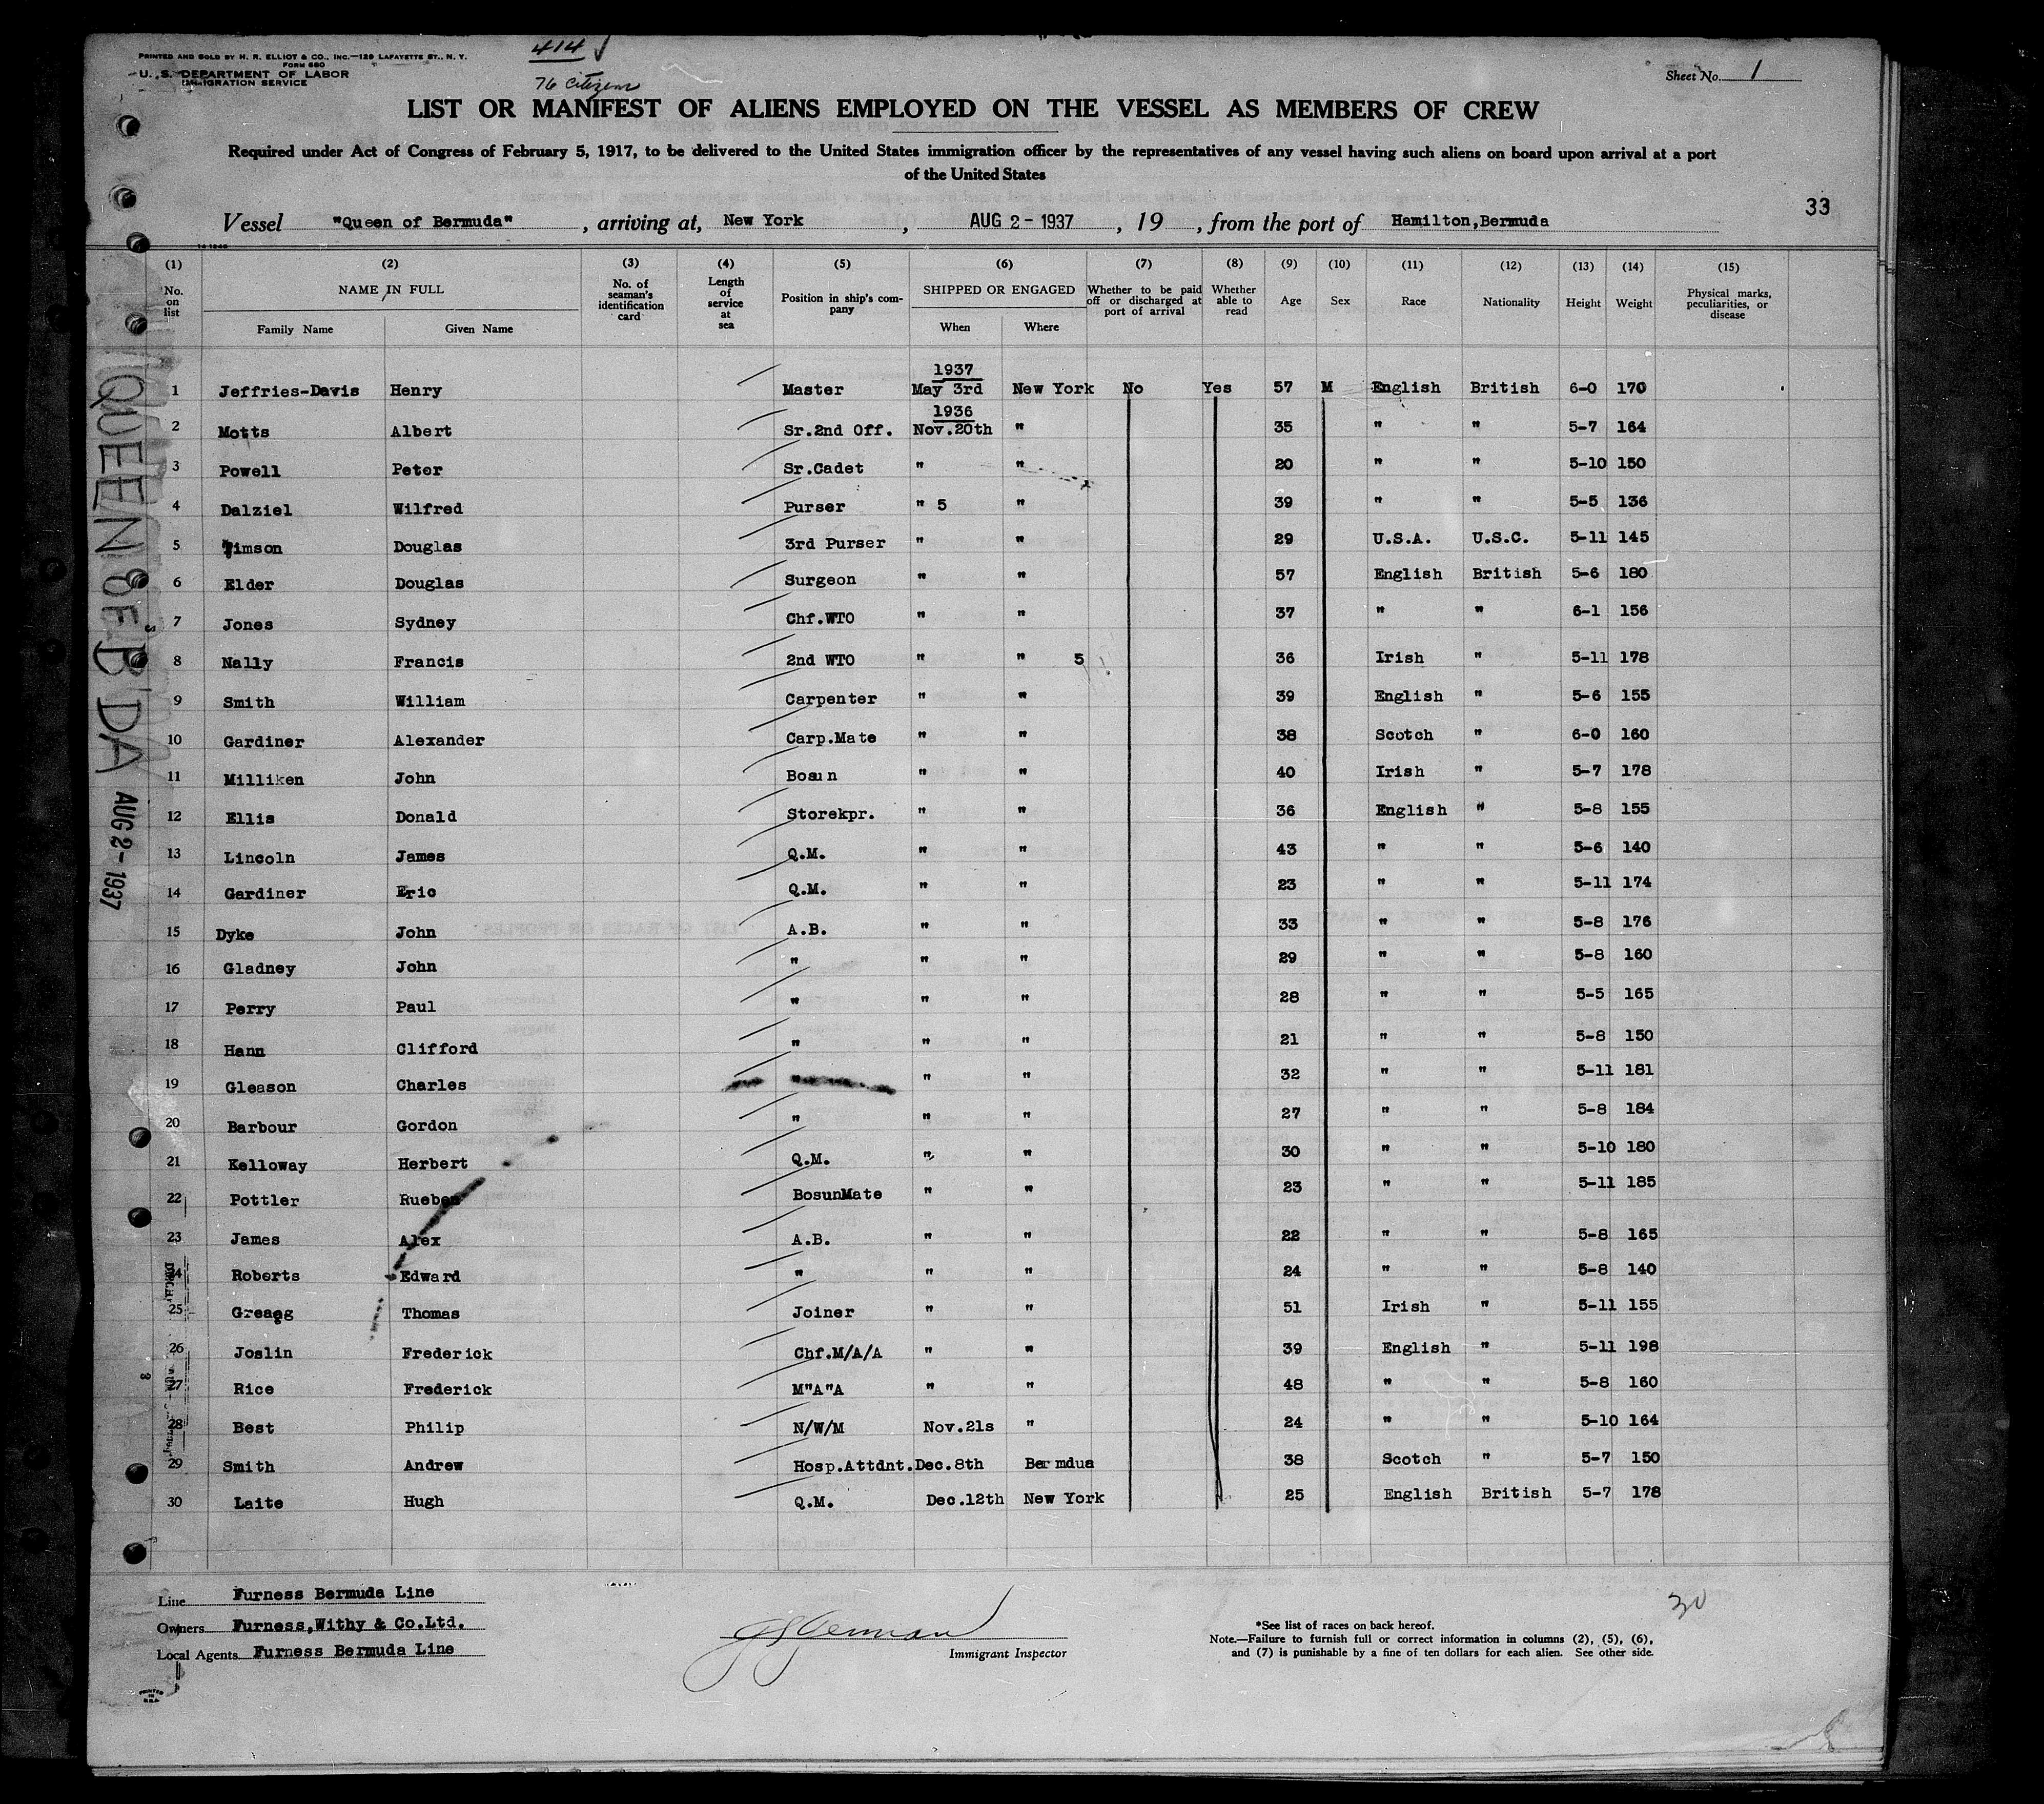 414 √
76 Citizens
PRINTED AND SOLD BY H. R. ELLIOT & CO., INC.—129 LAFAYETTE ST., N. Y.
FORM 680
U. S. DEPARTMENT OF LABOR
IMMIGRATION SERVICE
Sheet No. 1
LIST OR MANIFEST OF ALIENS EMPLOYED ON THE VESSEL AS MEMBERS OF CREW
Required under Act of Congress of February 5, 1917, to be delivered to the United States immigration officer by the representatives of any vessel having such aliens on board upon arrival at a port
of the United States
33
Vessel "Queen of Bermuda", arriving at, New York, AUG 2 - 1937, 19 , from the port of Hamilton,Bermuda
(1) (2) (3) (4) (5) (6) (7) (8) (9) (10) (11) (12) (13) (14) (15)
No. on list NAME IN FULL Family Name Given Name No. of seaman's identification card Length of service at sea Position in ship's company SHIPPED OR ENGAGED When Where Whether to be paid off or discharged at port of arrival Whether able to read Age Sex Race Nationality Height Weight Physical marks, peculiarities, or disease
1937
1 Jeffries-Davis Henry Master May 3rd New York No Yes 57 M English British 6-0 170
1936
2 Motts Albert Sr.2nd Off. Nov.20th " 35 " " 5-7 164
3 Powell Peter Sr.Cadet " " 20 " " 5-10 150
4 Dalziel Wilfred Purser " 5 " 39 " " 5-5 136
5 Timson Douglas 3rd Purser " " 29 U.S.A. U.S.C. 5-11 145
6 Elder Douglas Surgeon " " 57 English British 5-6 180
7 Jones Sydney Chf.WTO " " 37 " " 6-1 156
8 Nally Francis 2nd WTO " " 5 36 Irish " 5-11 178
9 Smith William Carpenter " " 39 English " 5-6 155
10 Gardiner Alexander Carp.Mate " " 38 Scotch " 6-0 160
11 Milliken John Bosun " " 40 Irish " 5-7 178
12 Ellis Donald Storekpr. " " 36 English " 5-8 155
13 Lincoln James Q.M. " " 43 " " 5-6 140
14 Gardiner Eric Q.M. " " 23 " " 5-11 174
15 Dyke John A.B. " " 33 " " 5-8 176
16 Gladney John " " " 29 " " 5-8 160
17 Perry Paul " " " 28 " " 5-5 165
18 Hann Clifford " " " 21 " " 5-8 150
19 Gleason Charles " " " 32 " " 5-11 181
20 Barbour Gordon " " " 27 " " 5-8 184
21 Kelloway Herbert Q.M. " " 30 " " 5-10 180
22 Pottler Rueben BosunMate " " 23 " " 5-11 185
23 James Alex A.B. " " 22 " " 5-8 165
24 Roberts Edward " " " 24 " " 5-8 140
25 Greagg Thomas Joiner " " 51 Irish " 5-11 155
26 Joslin Frederick Chf.M/A/A " " 39 English " 5-11 198
27 Rice Frederick M"A"A " " 48 " " 5-8 160
28 Best Philip N/W/M Nov.21s " 24 " " 5-10 164
29 Smith Andrew Hosp.Attdnt. Dec.8th Bermdua 38 Scotch " 5-7 150
30 Laite Hugh Q.M. Dec.12th New York 25 English British 5-7 178
QUEEN OF BDA AUG 2 - 1937
Line Furness Bermuda Line
Owners Furness,Withy & Co.Ltd.
Local Agents Furness Bermuda Line
Immigrant Inspector
*See list of races on back hereof.
Note.—Failure to furnish full or correct information in columns (2), (5), (6),
and (7) is punishable by a fine of ten dollars for each alien. See other side.
30
PRINTED
IN
U.S.A.